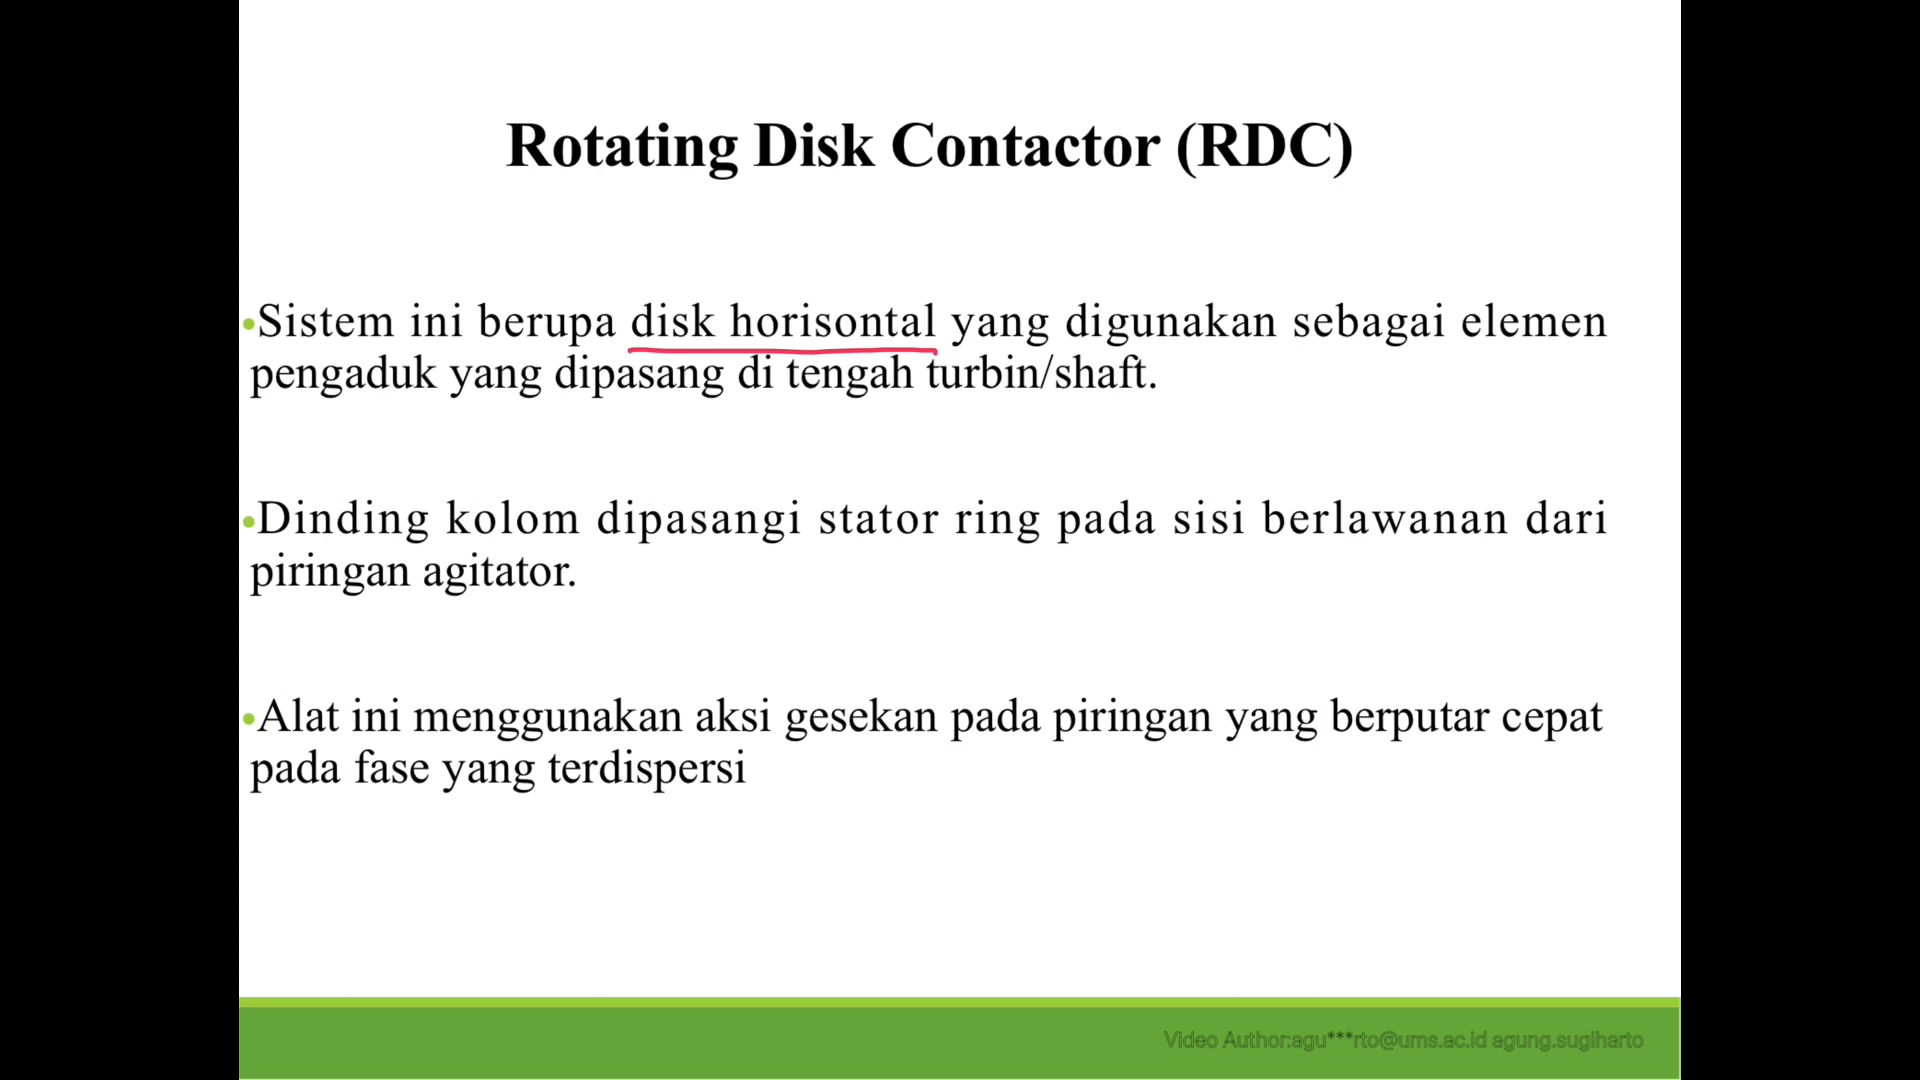 Rotating Disk Contactor (RDC)
•Sistem ini berupa disk horisontal yang digunakan sebagai elemen
pengaduk yang dipasang di tengah turbin/shaft.
•Dinding kolom dipasangi stator ring pada sisi berlawanan dari
piringan agitator.
•Alat ini menggunakan aksi gesekan pada piringan yang berputar cepat
pada fase yang terdispersi
Video Author:agu***rto@ums.ac.id agung.sugiharto